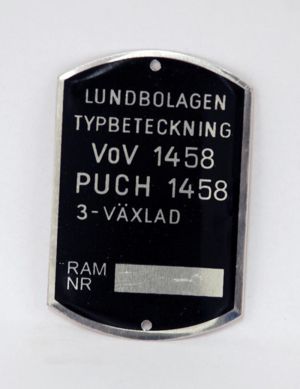 LUNDBOLAGEN
TYPBETECKNING
VoV 1458
PUCH 1458
3-VÄXLAD
RAM
NR